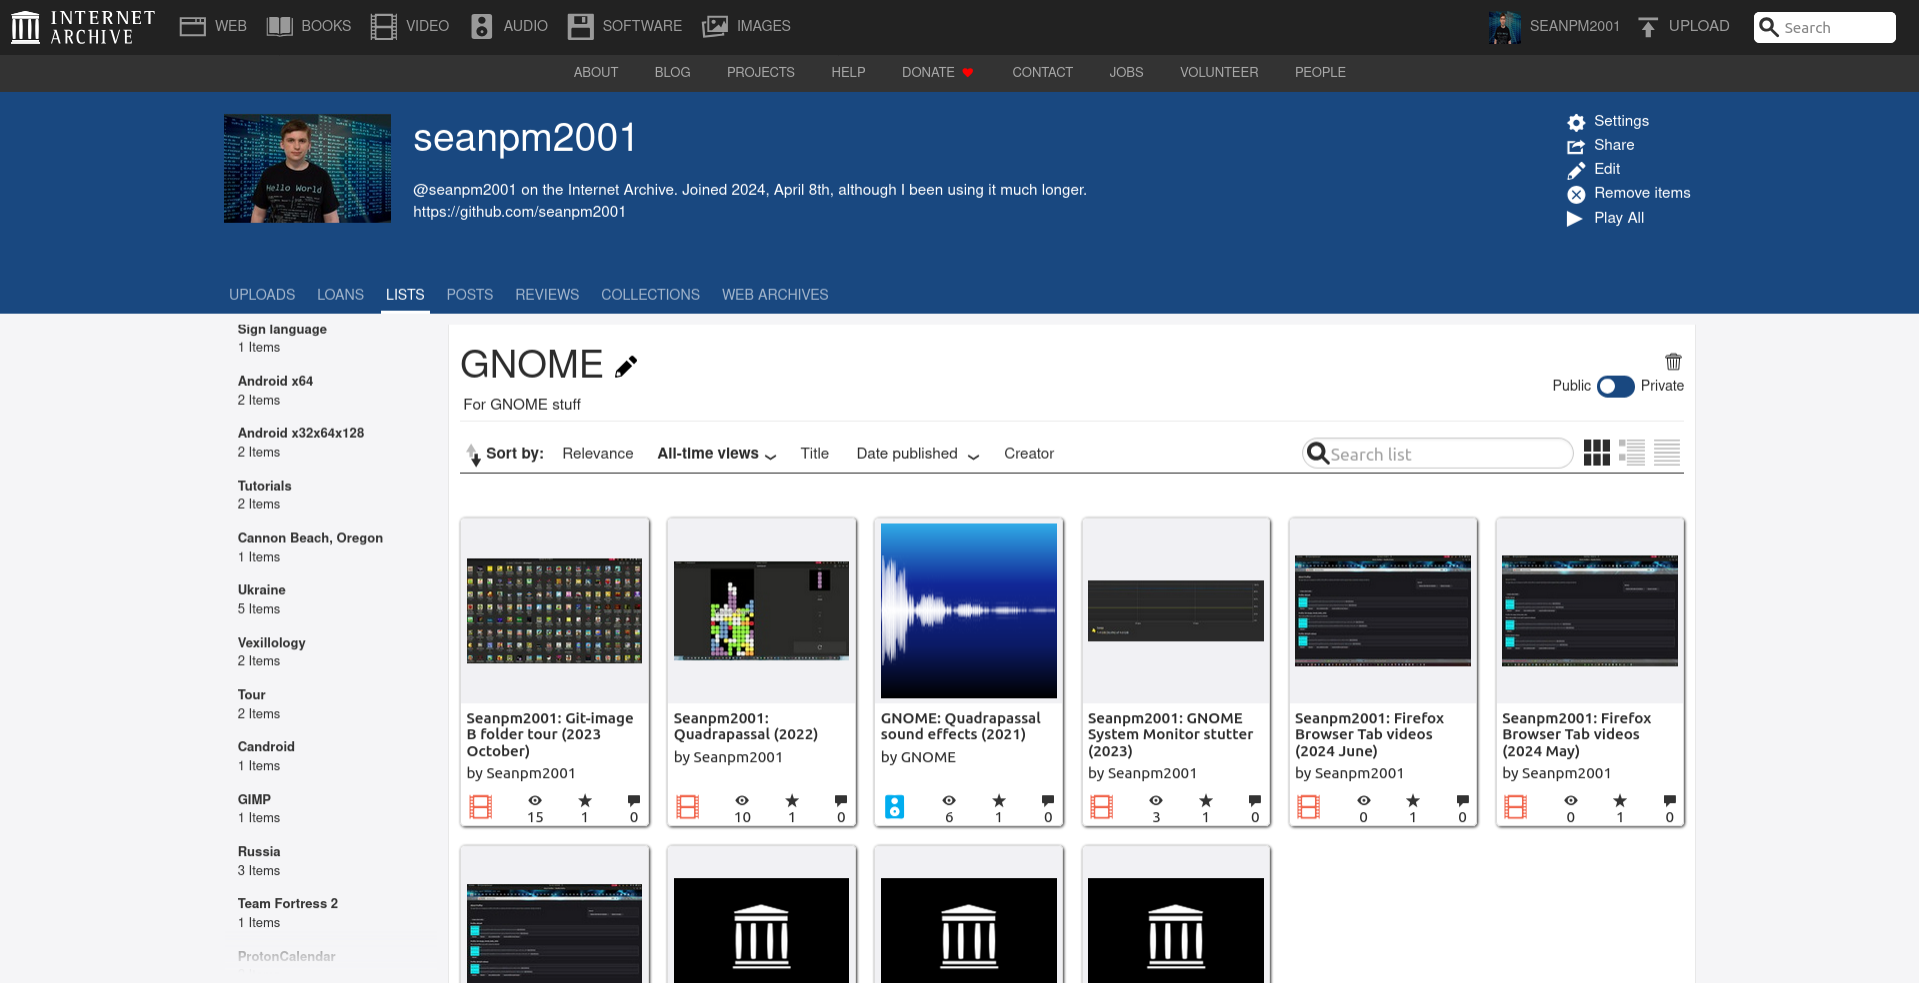 INTERNET
ARCHIVE
WEB
BOOKS
VIDEO
AUDIO
SOFTWARE
IMAGES
SEANPM2001
UPLOAD
Search
ABOUT
BLOG
PROJECTS
HELP
DONATE
CONTACT
JOBS
VOLUNTEER
PEOPLE
Hello World
seanpm2001
@seanpm2001 on the Internet Archive. Joined 2024, April 8th, although I been using it much longer.
https://github.com/seanpm2001
Settings
Share
Edit
Remove items
Play All
UPLOADS
LOANS
LISTS
POSTS
REVIEWS
COLLECTIONS
WEB ARCHIVES
Sign language
1 Items
Android x64
2 Items
Android x32x64x128
2 Items
Tutorials
2 Items
Cannon Beach, Oregon
1 Items
Ukraine
5 Items
Vexillology
2 Items
Tour
2 Items
Candroid
1 Items
GIMP
1 Items
Russia
3 Items
Team Fortress 2
1 Items
ProtonCalendar
GNOME
For GNOME stuff
Public
Private
Sort by:
Relevance
All-time views
Title
Date published
Creator
Search list
Seanpm2001: Git-image
B folder tour (2023
October)
by Seanpm2001
15
1
0
Seanpm2001:
Quadrapassal (2022)
by Seanpm2001
10
1
0
GNOME: Quadrapassal
sound effects (2021)
by GNOME
6
1
0
Seanpm2001: GNOME
System Monitor stutter
(2023)
by Seanpm2001
3
1
0
Seanpm2001: Firefox
Browser Tab videos
(2024 June)
by Seanpm2001
0
1
0
Seanpm2001: Firefox
Browser Tab videos
(2024 May)
by Seanpm2001
0
1
0